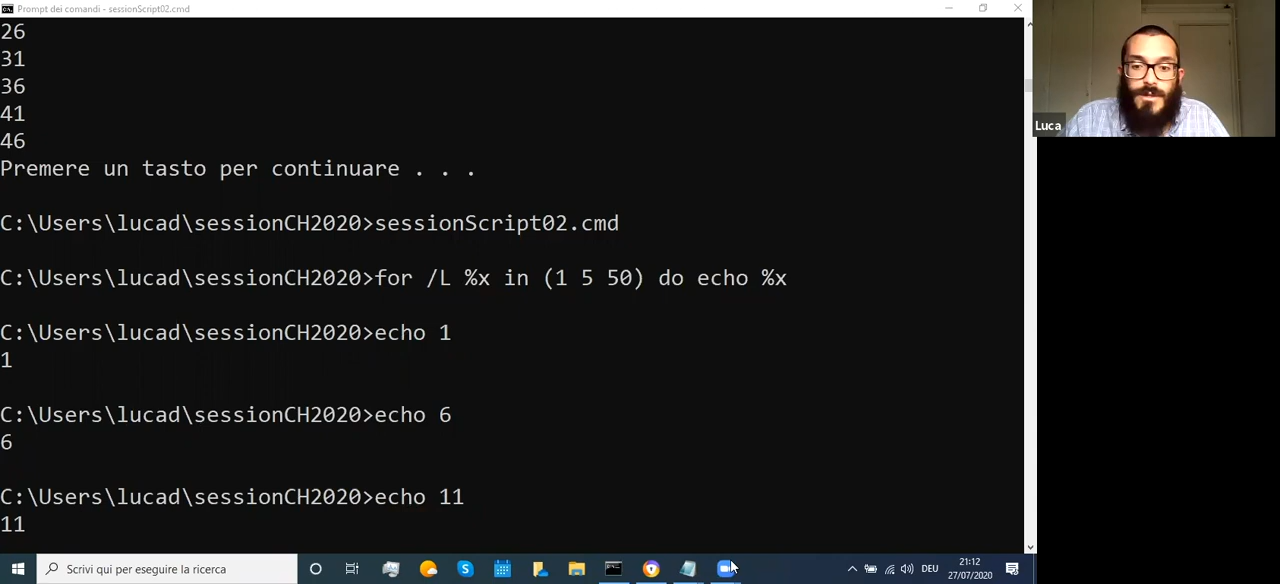 Prompt dei comandi - sessionScript02.cmd
26
31
36
41
46
Premere un tasto per continuare . . .
C:\Users\lucad\sessionCH2020>sessionScript02.cmd
C:\Users\lucad\sessionCH2020>for /L %x in (1 5 50) do echo %x
C:\Users\lucad\sessionCH2020>echo 1
1
C:\Users\lucad\sessionCH2020>echo 6
6
C:\Users\lucad\sessionCH2020>echo 11
11
Luca
Scrivi qui per eseguire la ricerca
DEU
21:12
27/07/2020